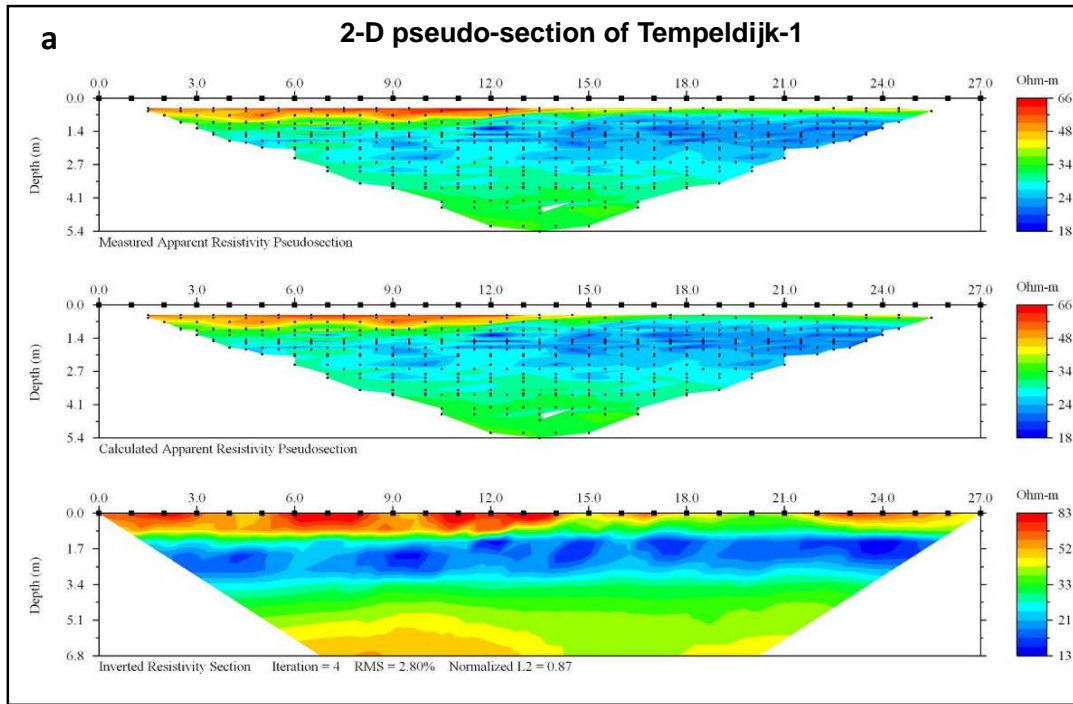 a
2-D pseudo-section of Tempeldijk-1
0.0 3.0 6.0 9.0 12.0 15.0 18.0 21.0 24.0 27.0
Ohm-m
Depth (m)
0.0
1.4
2.7
4.1
5.4
66
48
34
24
18
Measured Apparent Resistivity Pseudosection
0.0 3.0 6.0 9.0 12.0 15.0 18.0 21.0 24.0 27.0
Ohm-m
Depth (m)
0.0
1.4
2.7
4.1
5.4
66
48
34
24
18
Calculated Apparent Resistivity Pseudosection
0.0 3.0 6.0 9.0 12.0 15.0 18.0 21.0 24.0 27.0
Ohm-m
Depth (m)
0.0
1.7
3.4
5.1
6.8
83
52
33
21
13
Inverted Resistivity Section Iteration = 4 RMS = 2.80% Normalized L2 = 0.87